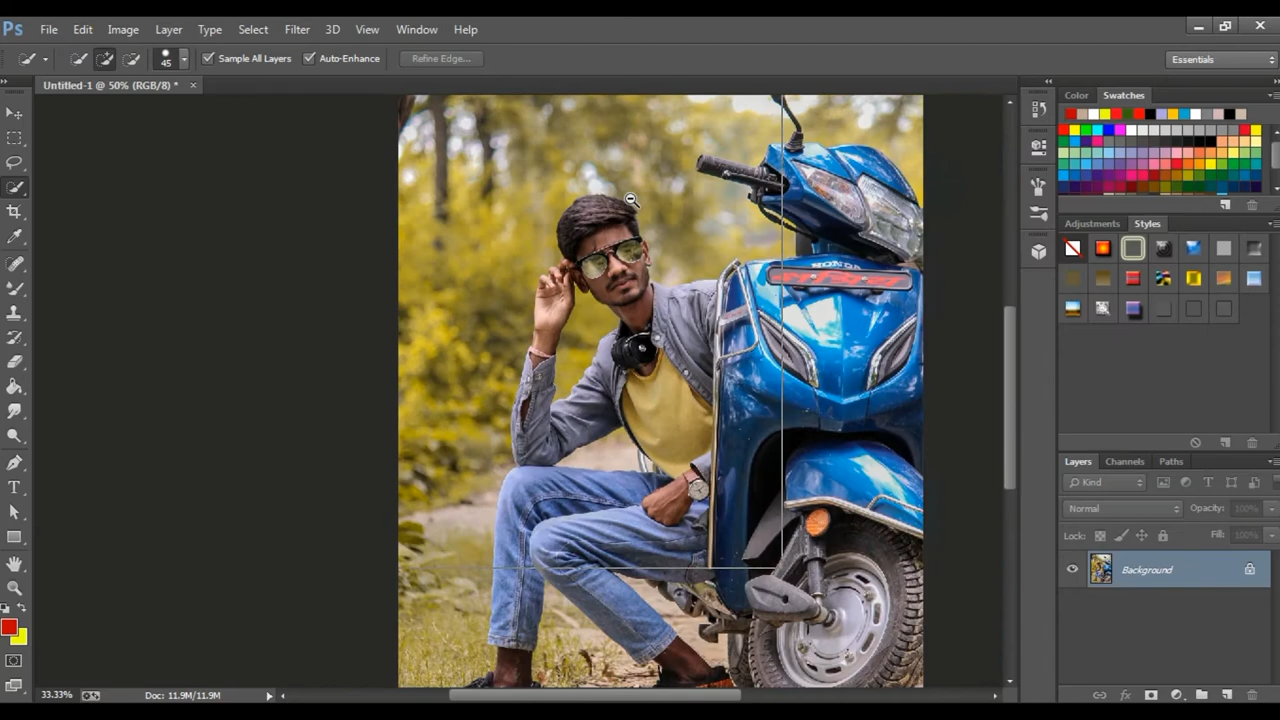 Ps File Edit Image Layer Type Select Filter 3D View Window Help
45 Sample All Layers Auto-Enhance Refine Edge... Essentials
Untitled-1 @ 50% (RGB/8) * ×
Color Swatches
Adjustments Styles
HONDA
Layers Channels Paths
Kind
Normal Opacity: 100%
Lock: Fill: 100%
Background
33.33% Doc: 11.9M/11.9M